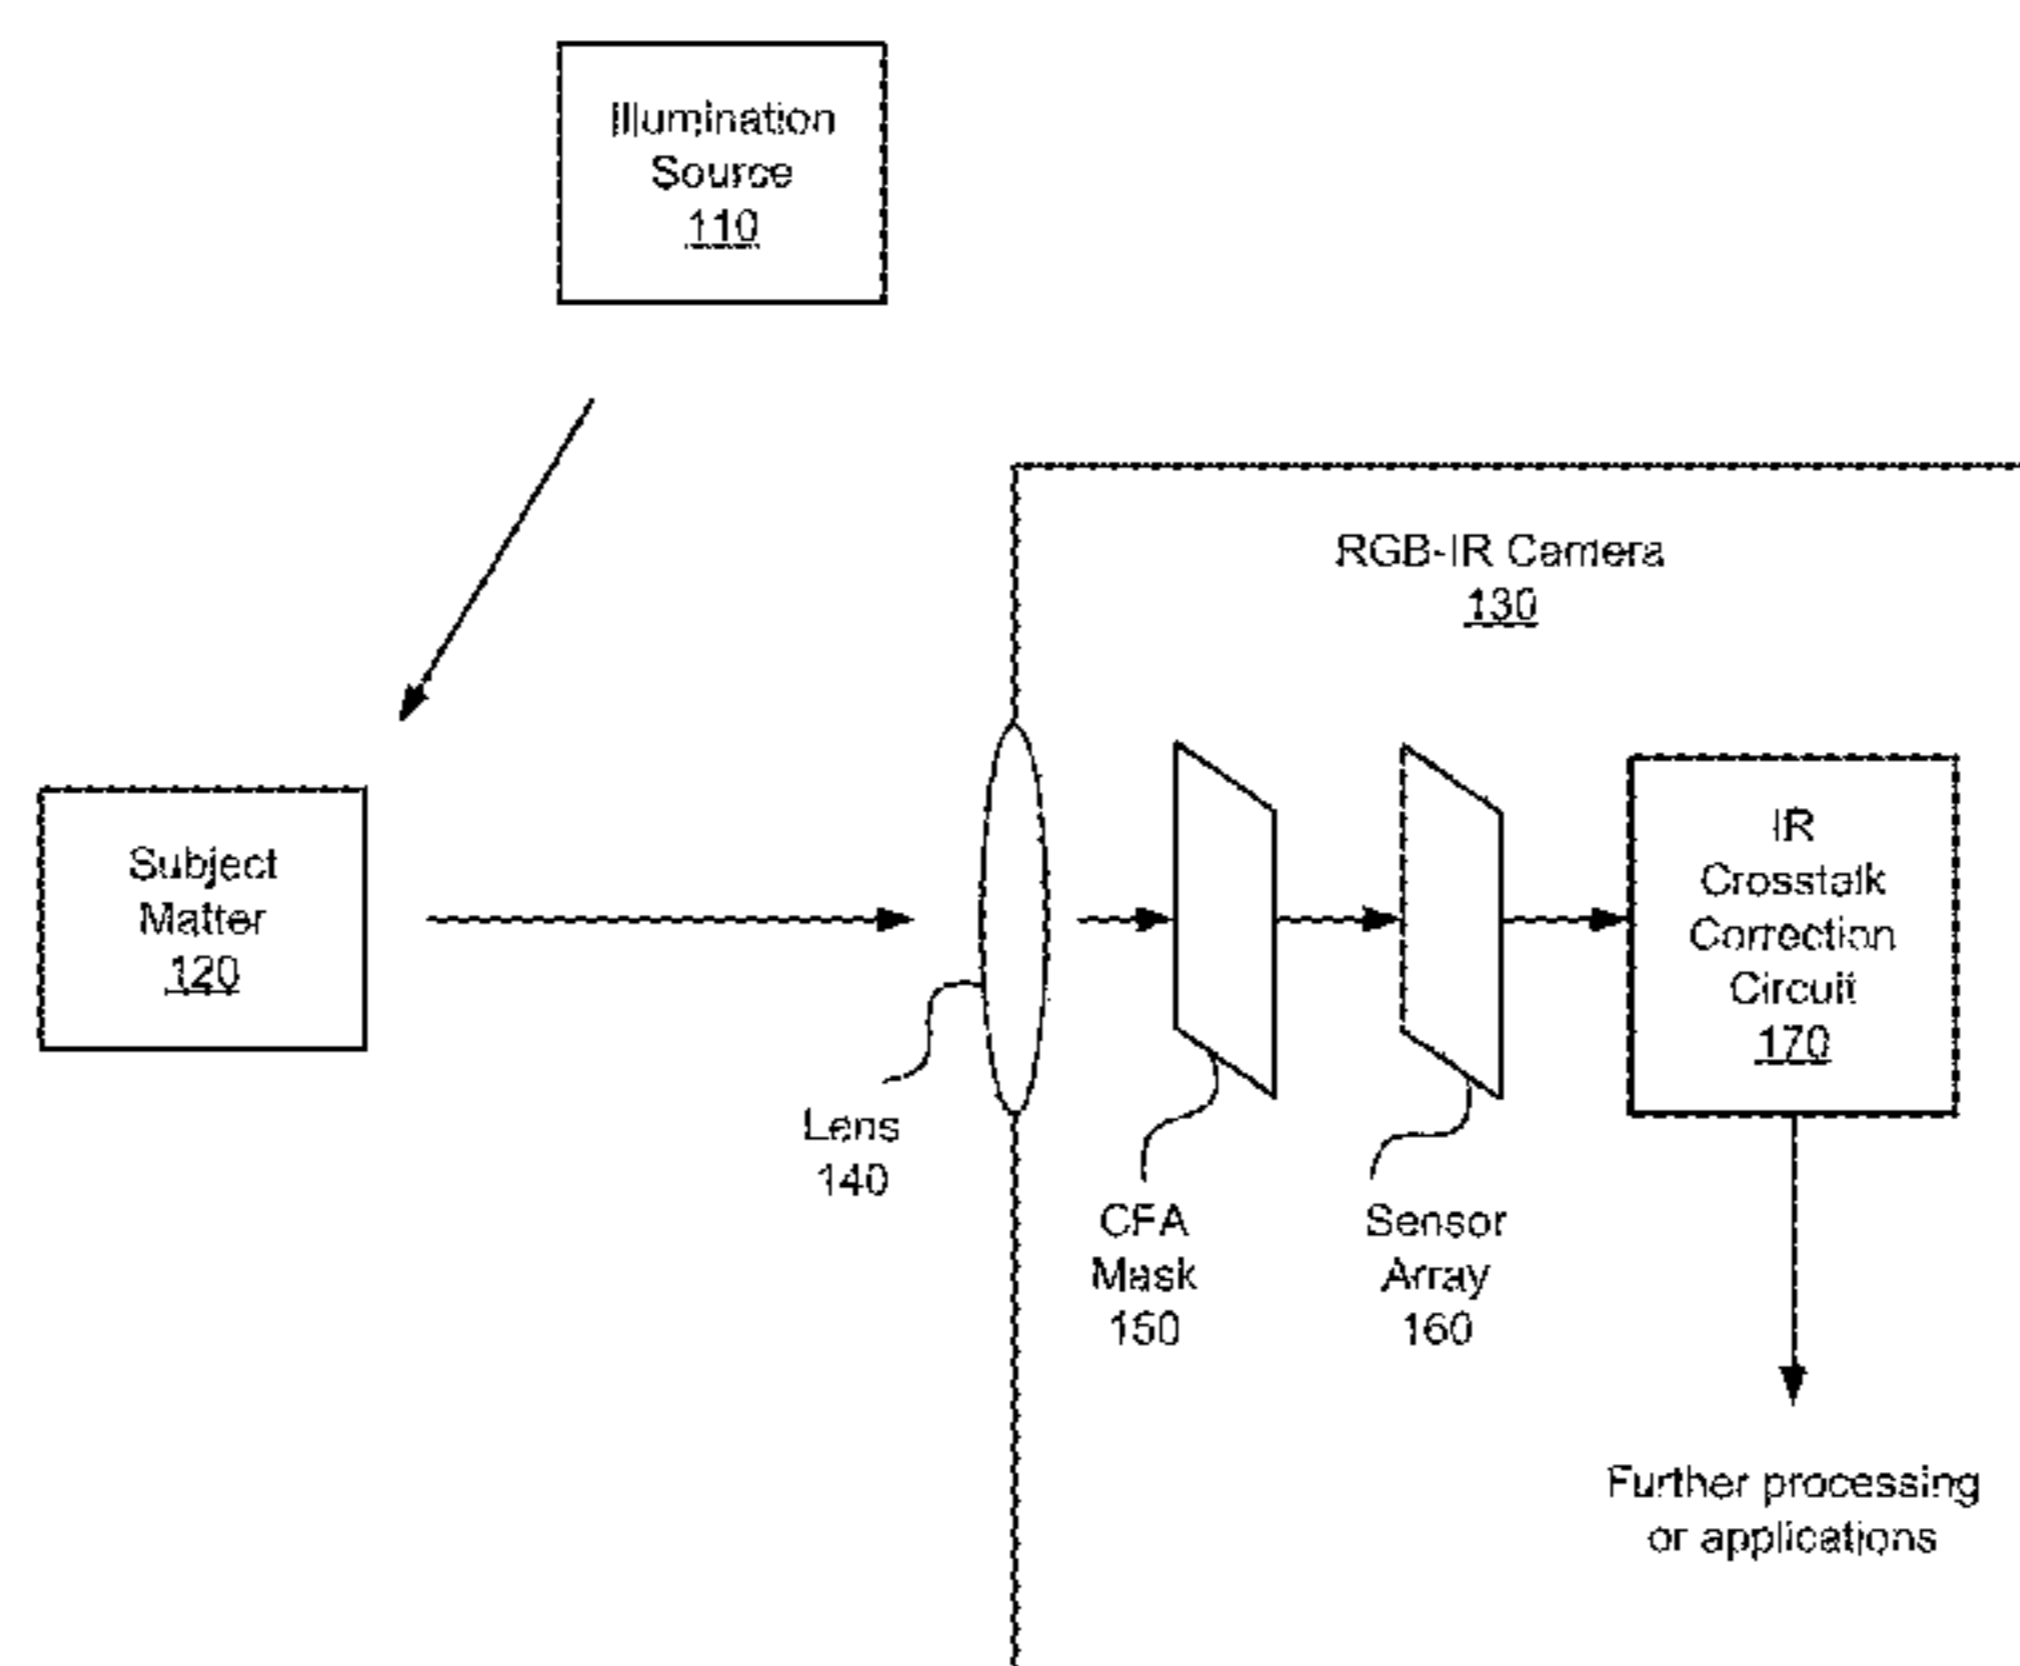 Illumination
Source
110
RGB-IR Camera
130
Subject
Matter
120
Lens
140
CFA
Mask
150
Sensor
Array
160
IR
Crosstalk
Correction
Circuit
170
Further processing
or applications